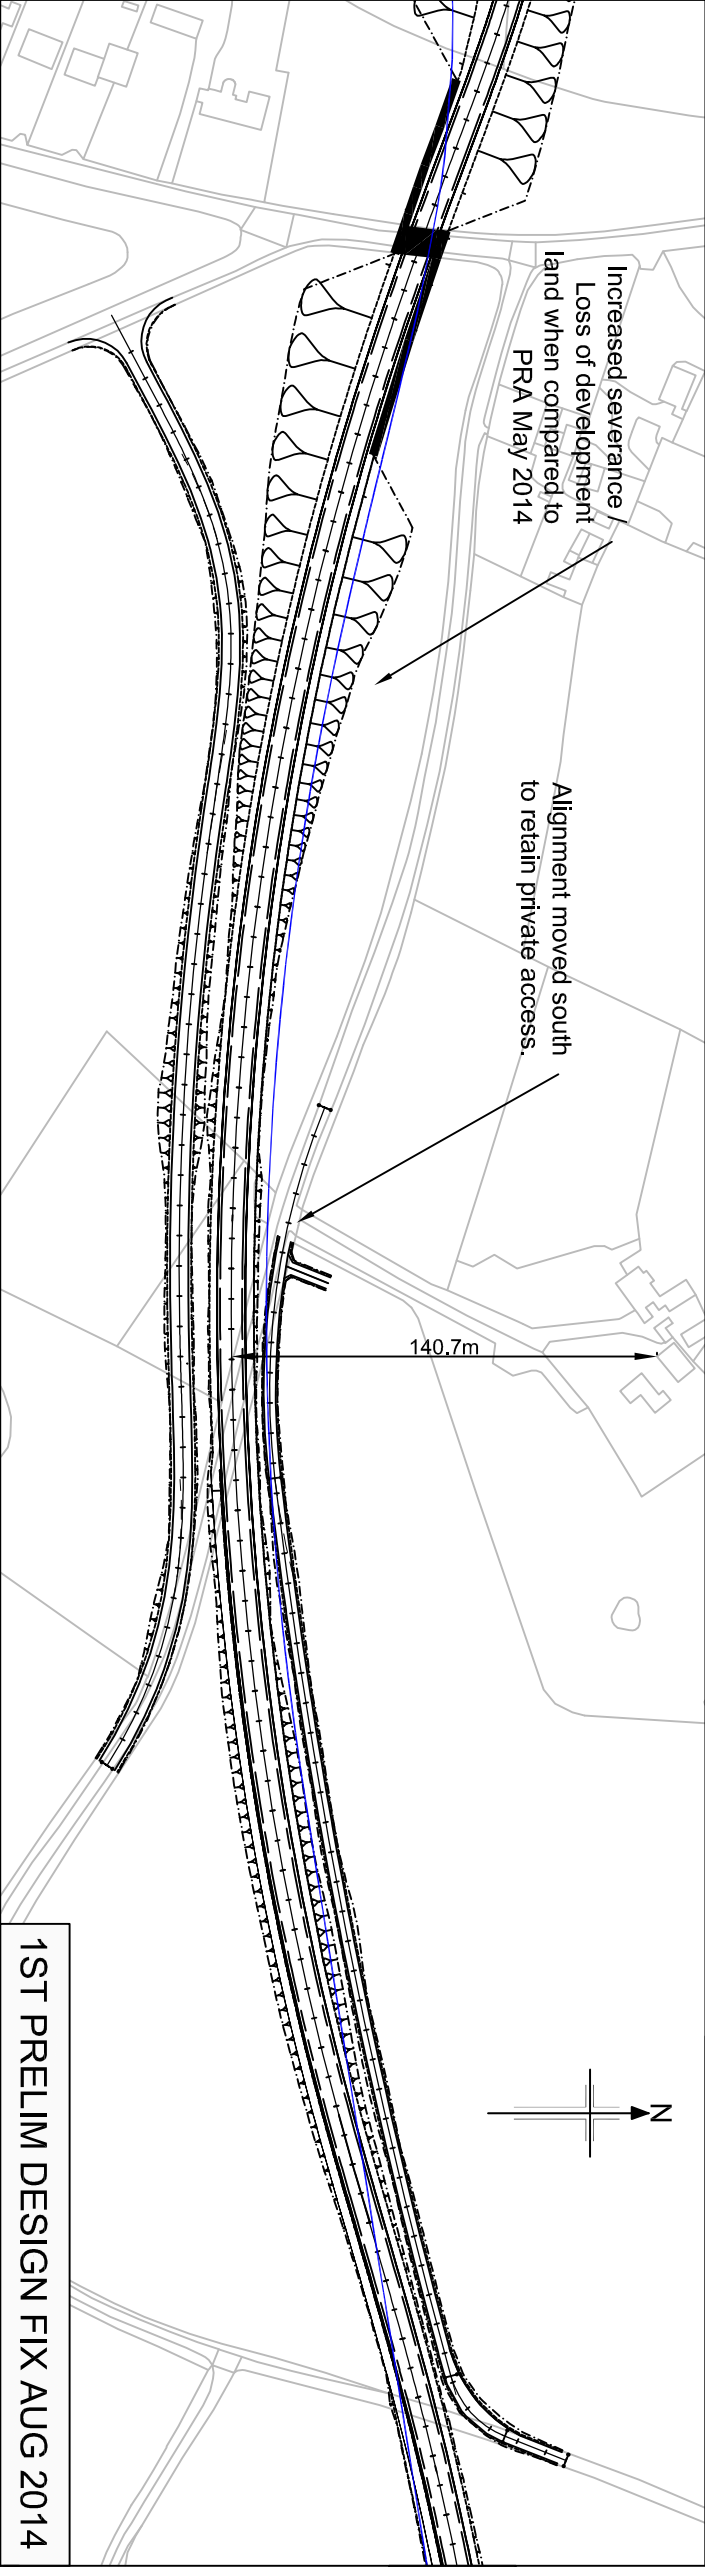 Increased severance /
Loss of development
land when compared to
PRA May 2014
Alignment moved south
to retain private access.
140.7m
N
1ST PRELIM DESIGN FIX AUG 2014